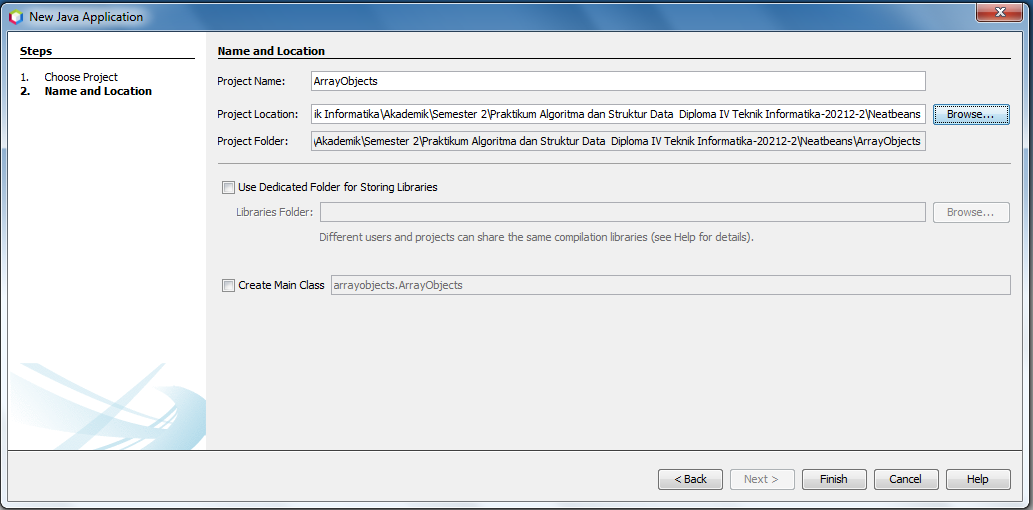 New Java Application
Steps
1. Choose Project
2. Name and Location
Name and Location
Project Name: ArrayObjects
Project Location: ik Informatika\Akademik\Semester 2\Praktikum Algoritma dan Struktur Data  Diploma IV Teknik Informatika-20212-2\Neatbeans Browse...
Project Folder: \Akademik\Semester 2\Praktikum Algoritma dan Struktur Data  Diploma IV Teknik Informatika-20212-2\Neatbeans\ArrayObjects
Use Dedicated Folder for Storing Libraries
Libraries Folder: Browse...
Different users and projects can share the same compilation libraries (see Help for details).
Create Main Class arrayobjects.ArrayObjects
< Back Next > Finish Cancel Help